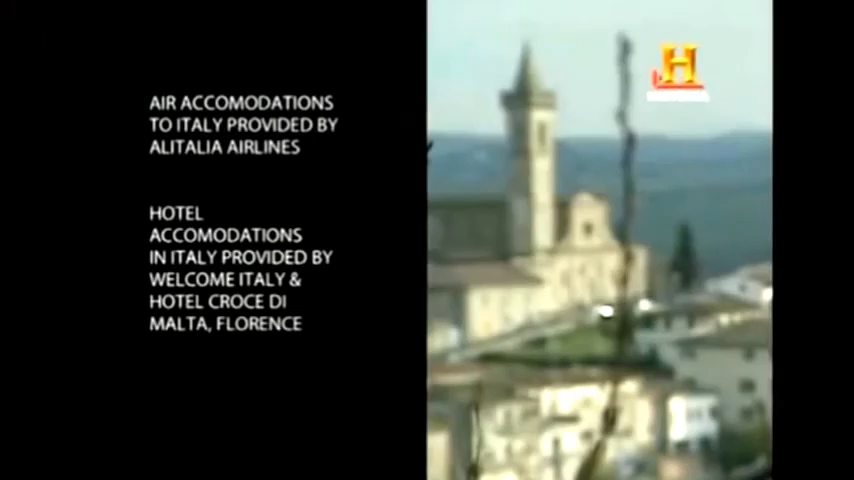 AIR ACCOMODATIONS
TO ITALY PROVIDED BY
ALITALIA AIRLINES
HOTEL
ACCOMODATIONS
IN ITALY PROVIDED BY
WELCOME ITALY &
HOTEL CROCE DI
MALTA, FLORENCE
H